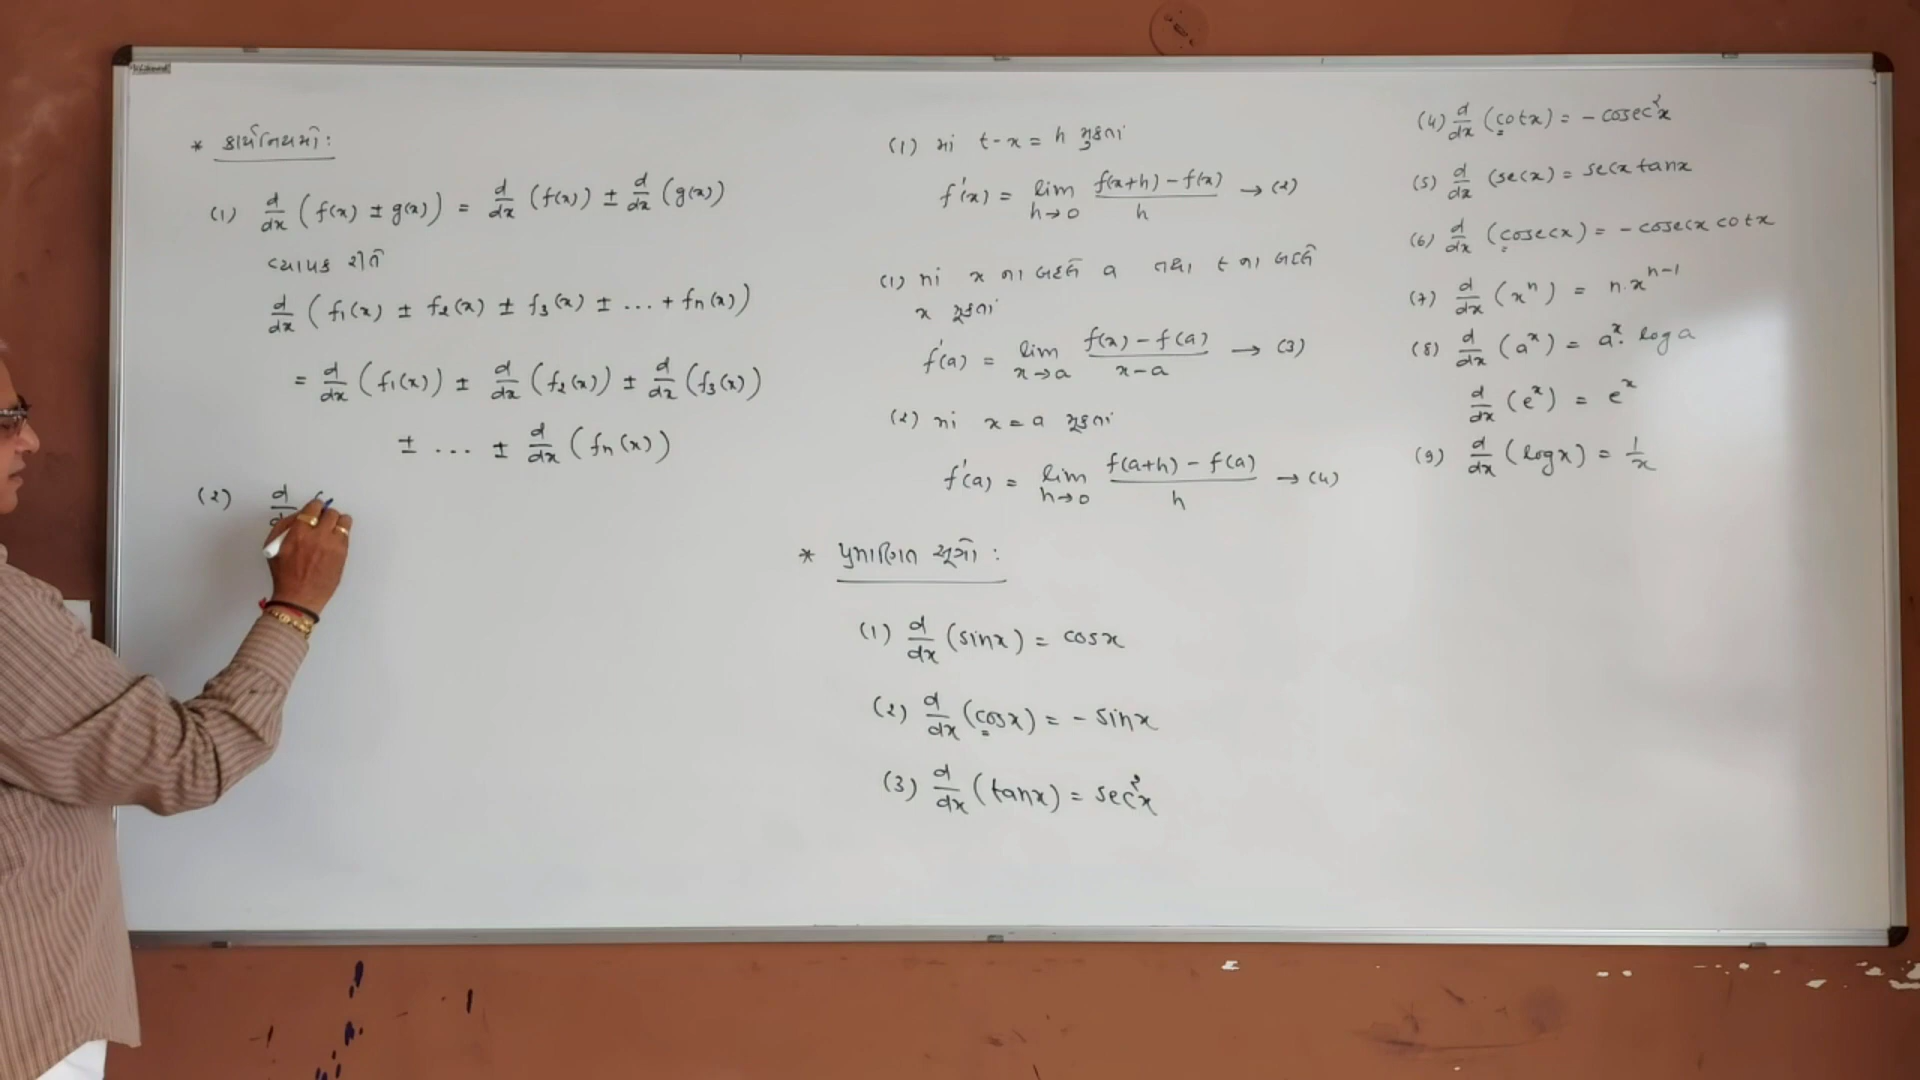 * કાર્યનિયમો :
(1) d/dx (f(x) ± g(x)) = d/dx (f(x)) ± d/dx (g(x))
વ્યાપક રીતે
d/dx (f₁(x) ± f₂(x) ± f₃(x) ± ... + fn(x))
= d/dx (f₁(x)) ± d/dx (f₂(x)) ± d/dx (f₃(x))
± ... ± d/dx (fn(x))
(2) d/
(1) માં t-x = h મુકતાં
f'(x) = lim h→0 f(x+h) - f(x) / h → (2)
(1) માં x ના બદલે a તથા t ના બદલે
x મૂકતાં
f'(a) = lim x→a f(x) - f(a) / x-a → (3)
(2) માં x = a મૂકતાં
f'(a) = lim h→0 f(a+h) - f(a) / h → (4)
* પ્રમાણિત સૂત્રો :
(1) d/dx (sinx) = cosx
(2) d/dx (cosx) = - sinx
(3) d/dx (tanx) = sec²x
(4) d/dx (cotx) = - cosec²x
(5) d/dx (secx) = secx tanx
(6) d/dx (cosecx) = - cosecx cotx
(7) d/dx (xⁿ) = n.xⁿ⁻¹
(8) d/dx (aˣ) = aˣ. log a
d/dx (eˣ) = eˣ
(9) d/dx (logx) = 1/x